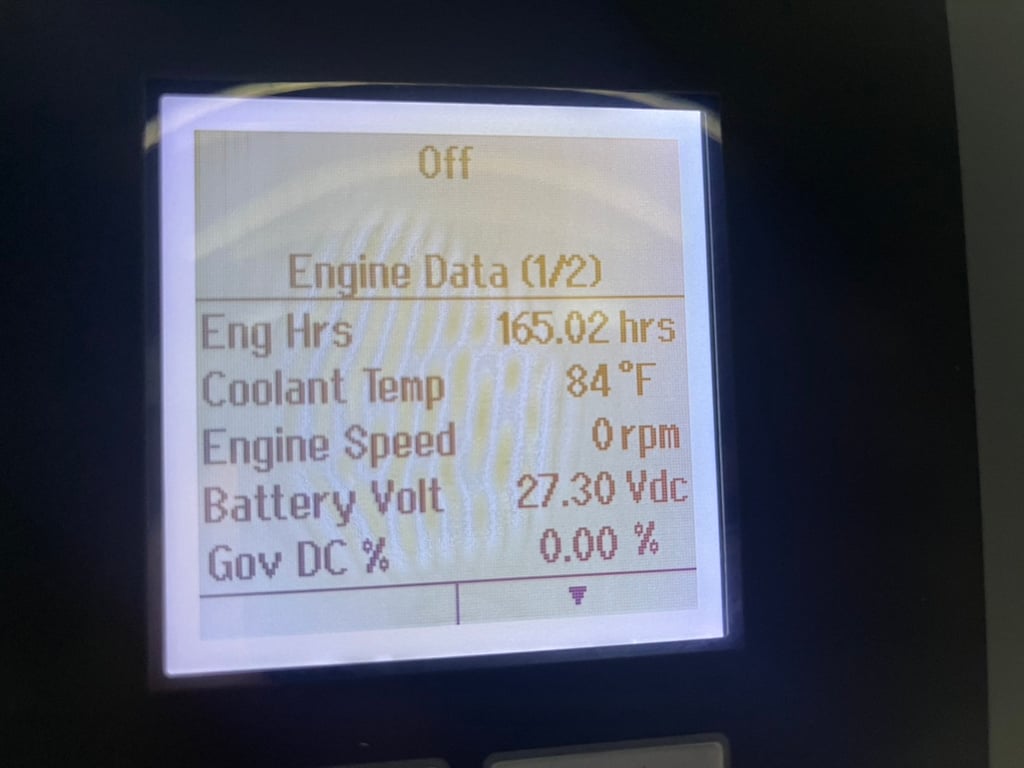 Off
Engine Data (1/2)
Eng Hrs 165.02 hrs
Coolant Temp 84 °F
Engine Speed 0 rpm
Battery Volt 27.30 Vdc
Gov DC % 0.00 %